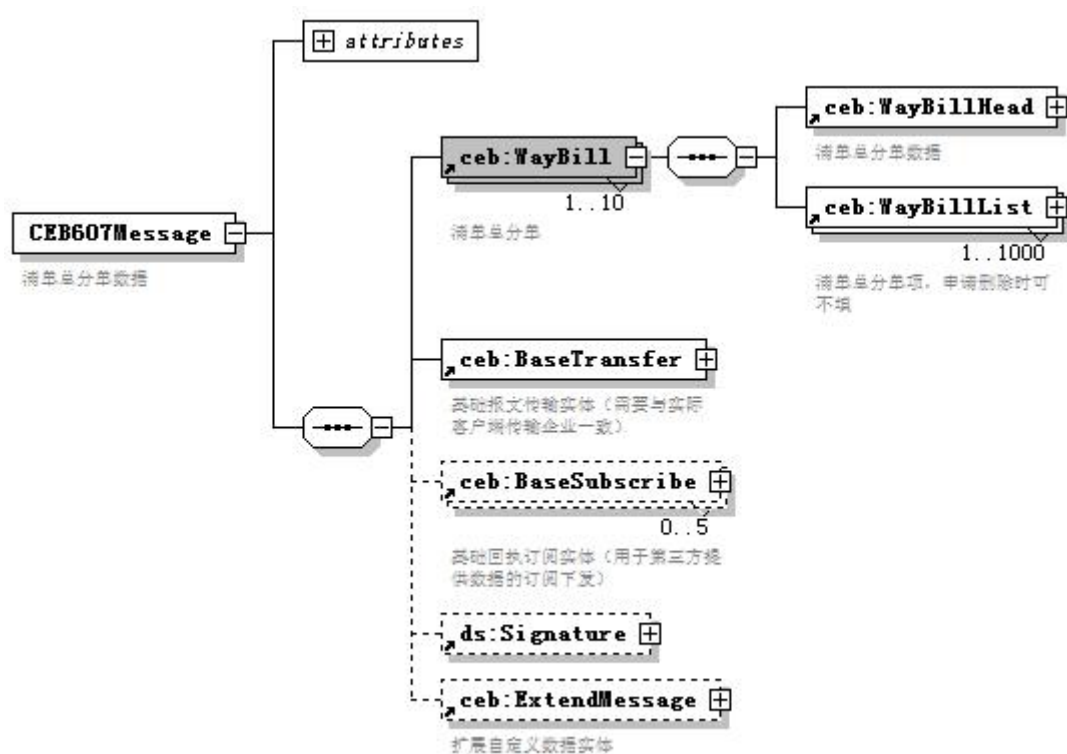 attributes
ceb:WayBillHead
清单总分单数据
ceb:WayBill
1..10
清单总分单
ceb:WayBillList
1..1000
清单总分单项，申请删除时可
不填
CEB607Message
清单总分单数据
ceb:BaseTransfer
基础报文传输实体（需要与实际
客户端传输企业一致）
ceb:BaseSubscribe
0..5
基础回执订阅实体（用于第三方提
供数据的订阅下发）
ds:Signature
ceb:ExtendMessage
扩展自定义数据实体